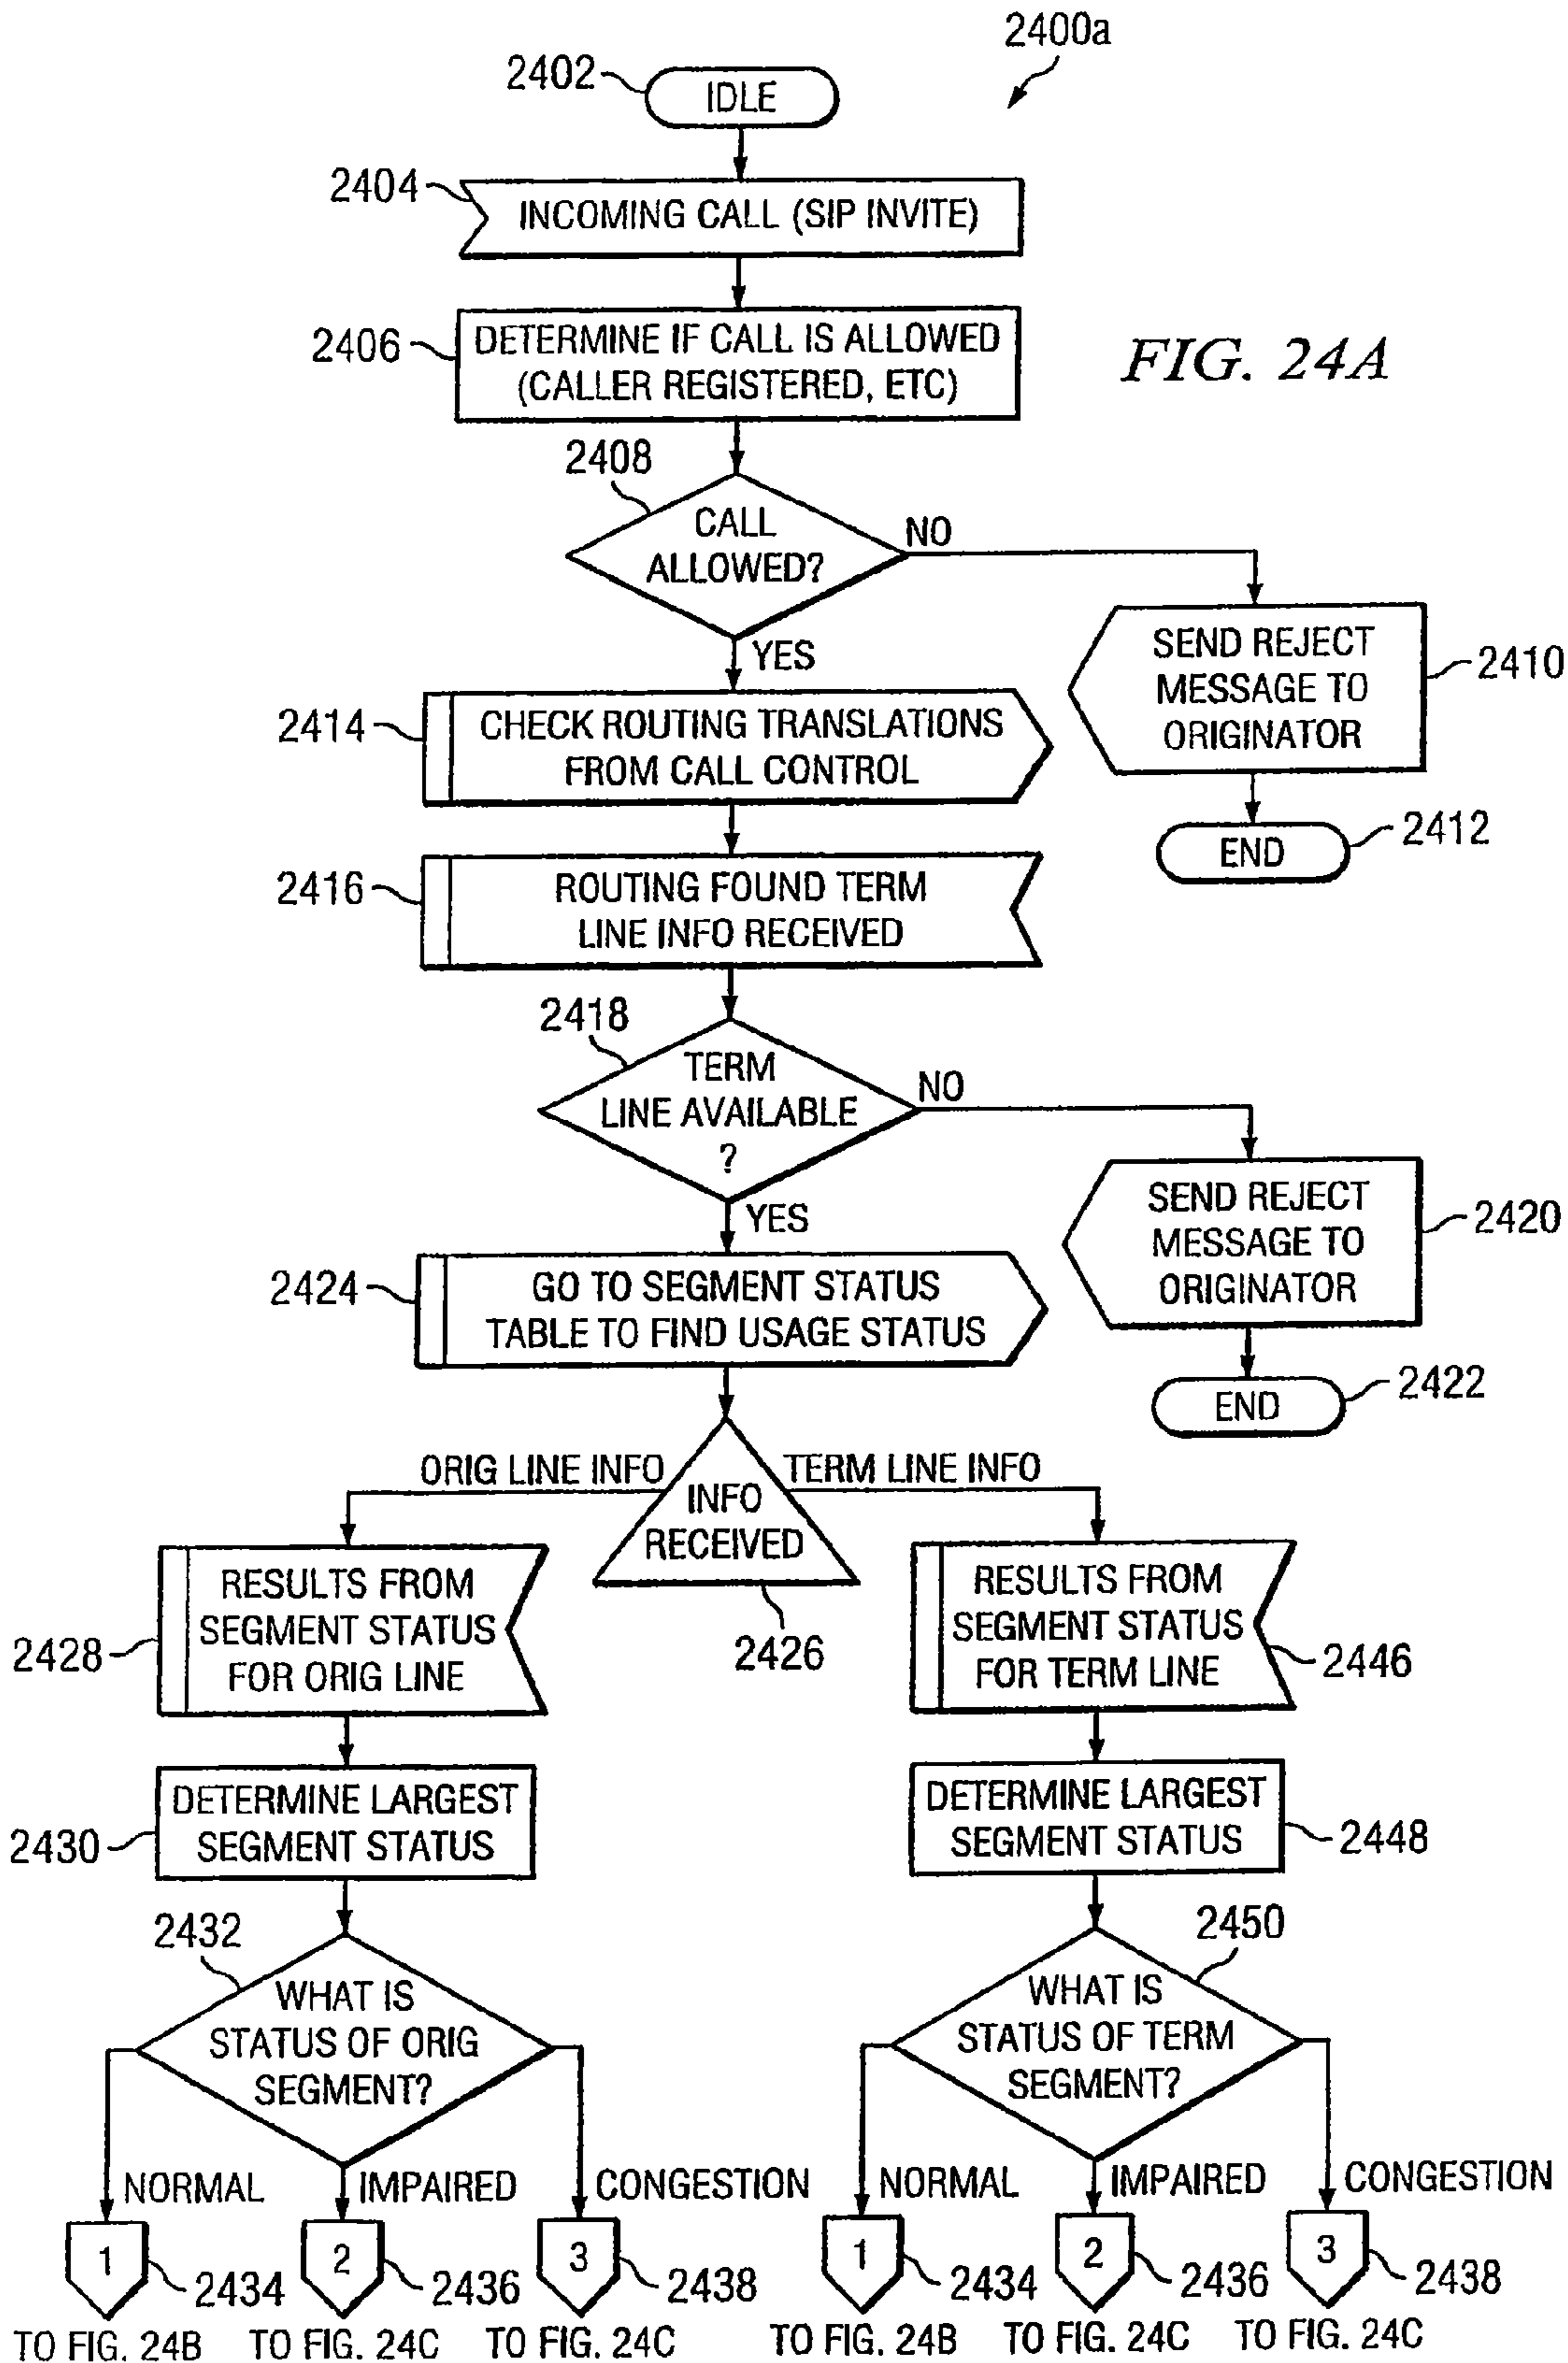 2400a
2402
IDLE
2404
INCOMING CALL (SIP INVITE)
2406
DETERMINE IF CALL IS ALLOWED
(CALLER REGISTERED, ETC)
FIG. 24A
2408
CALL
ALLOWED?
NO
YES
SEND REJECT
MESSAGE TO
ORIGINATOR
2410
2414
CHECK ROUTING TRANSLATIONS
FROM CALL CONTROL
END
2412
2416
ROUTING FOUND TERM
LINE INFO RECEIVED
2418
TERM
LINE AVAILABLE
?
NO
YES
SEND REJECT
MESSAGE TO
ORIGINATOR
2420
2424
GO TO SEGMENT STATUS
TABLE TO FIND USAGE STATUS
END
2422
ORIG LINE INFO
TERM LINE INFO
INFO
RECEIVED
2426
RESULTS FROM
SEGMENT STATUS
FOR ORIG LINE
2428
RESULTS FROM
SEGMENT STATUS
FOR TERM LINE
2446
DETERMINE LARGEST
SEGMENT STATUS
2430
DETERMINE LARGEST
SEGMENT STATUS
2448
2432
WHAT IS
STATUS OF ORIG
SEGMENT?
2450
WHAT IS
STATUS OF TERM
SEGMENT?
NORMAL
IMPAIRED
CONGESTION
NORMAL
IMPAIRED
CONGESTION
1
2434
2
2436
3
2438
1
2434
2
2436
3
2438
TO FIG. 24B
TO FIG. 24C
TO FIG. 24C
TO FIG. 24B
TO FIG. 24C
TO FIG. 24C